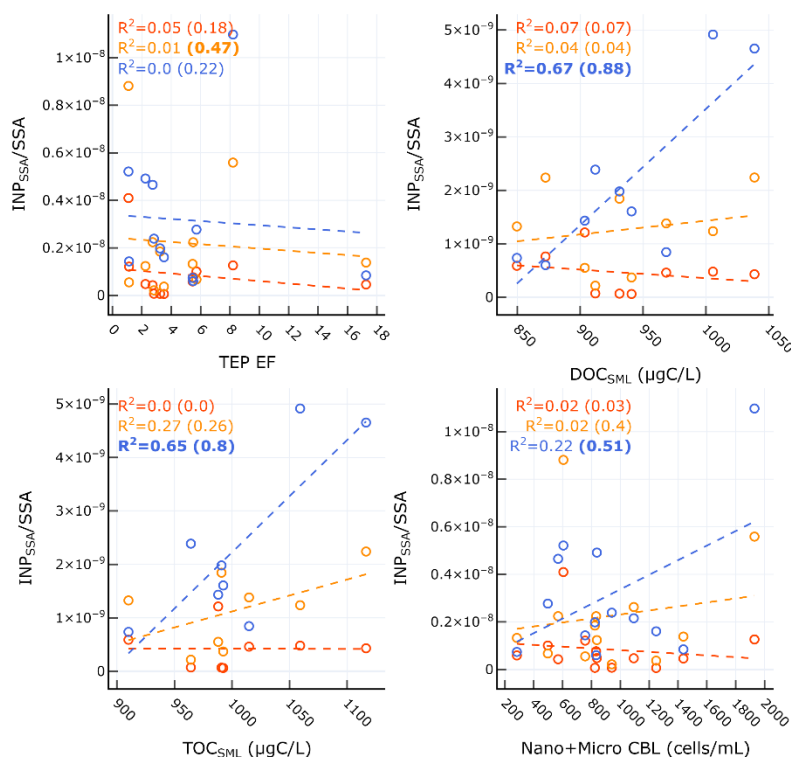 R²=0.05 (0.18)
R²=0.01 (0.47)
R²=0.0 (0.22)
1×10⁻⁸
0.8×10⁻⁸
0.6×10⁻⁸
0.4×10⁻⁸
0.2×10⁻⁸
0
INP_SSA/SSA
0 2 4 6 8 10 12 14 16 18
TEP EF
R²=0.07 (0.07)
R²=0.04 (0.04)
R²=0.67 (0.88)
5×10⁻⁹
4×10⁻⁹
3×10⁻⁹
2×10⁻⁹
1×10⁻⁹
0
INP_SSA/SSA
850 900 950 1000 1050
DOC_SML (µgC/L)
R²=0.0 (0.0)
R²=0.27 (0.26)
R²=0.65 (0.8)
5×10⁻⁹
4×10⁻⁹
3×10⁻⁹
2×10⁻⁹
1×10⁻⁹
0
INP_SSA/SSA
900 950 1000 1050 1100
TOC_SML (µgC/L)
R²=0.02 (0.03)
R²=0.02 (0.4)
R²=0.22 (0.51)
1×10⁻⁸
0.8×10⁻⁸
0.6×10⁻⁸
0.4×10⁻⁸
0.2×10⁻⁸
0
INP_SSA/SSA
200 400 600 800 1000 1200 1400 1600 1800 2000
Nano+Micro CBL (cells/mL)